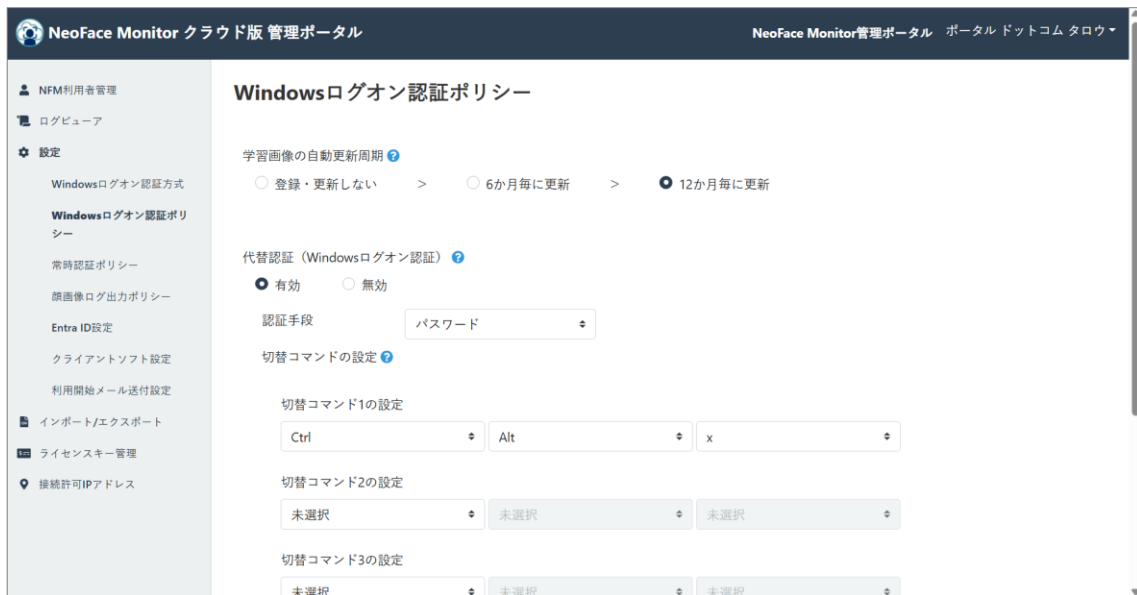 NeoFace Monitor クラウド版 管理ポータル
NeoFace Monitor管理ポータル ポータル ドットコム タロウ
NFM利用者管理
ログビューア
設定
Windowsログオン認証方式
Windowsログオン認証ポリ
シー
常時認証ポリシー
顔画像ログ出力ポリシー
Entra ID設定
クライアントソフト設定
利用開始メール送付設定
インポート/エクスポート
ライセンスキー管理
接続許可IPアドレス
Windowsログオン認証ポリシー
学習画像の自動更新周期 ?
登録・更新しない > 6か月毎に更新 > 12か月毎に更新
代替認証（Windowsログオン認証） ?
有効 無効
認証手段 パスワード
切替コマンドの設定 ?
切替コマンド1の設定
Ctrl Alt x
切替コマンド2の設定
未選択 未選択 未選択
切替コマンド3の設定
未選択 未選択 未選択